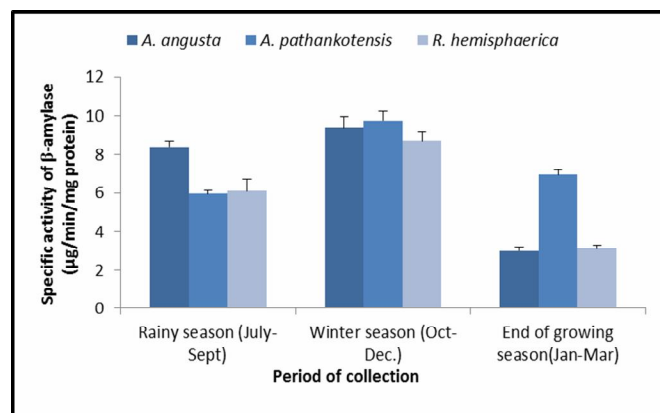 A. angusta A. pathankotensis R. hemisphaerica
Specific activity of β-amylase
(µg/min/mg protein)
12
10
8
6
4
2
0
Rainy season (July-
Sept)
Winter season (Oct-
Dec.)
End of growing
season(Jan-Mar)
Period of collection